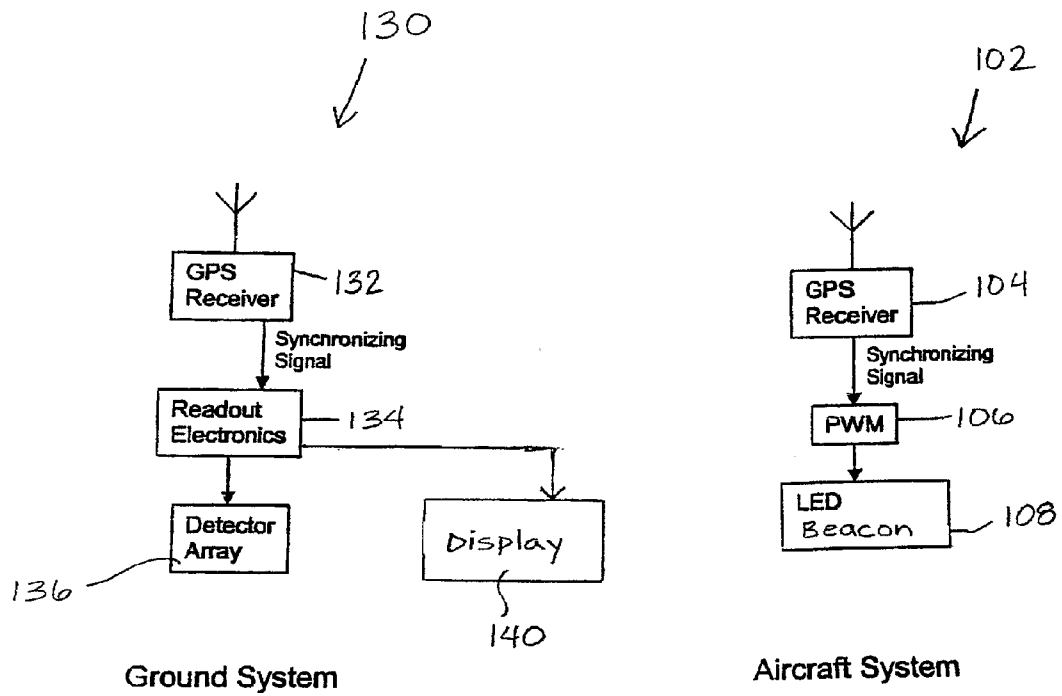 130
102
GPS
Receiver
132
Synchronizing
Signal
Readout
Electronics
134
Detector
Array
136
Display
140
Ground System
GPS
Receiver
104
Synchronizing
Signal
PWM
106
LED
Beacon
108
Aircraft System